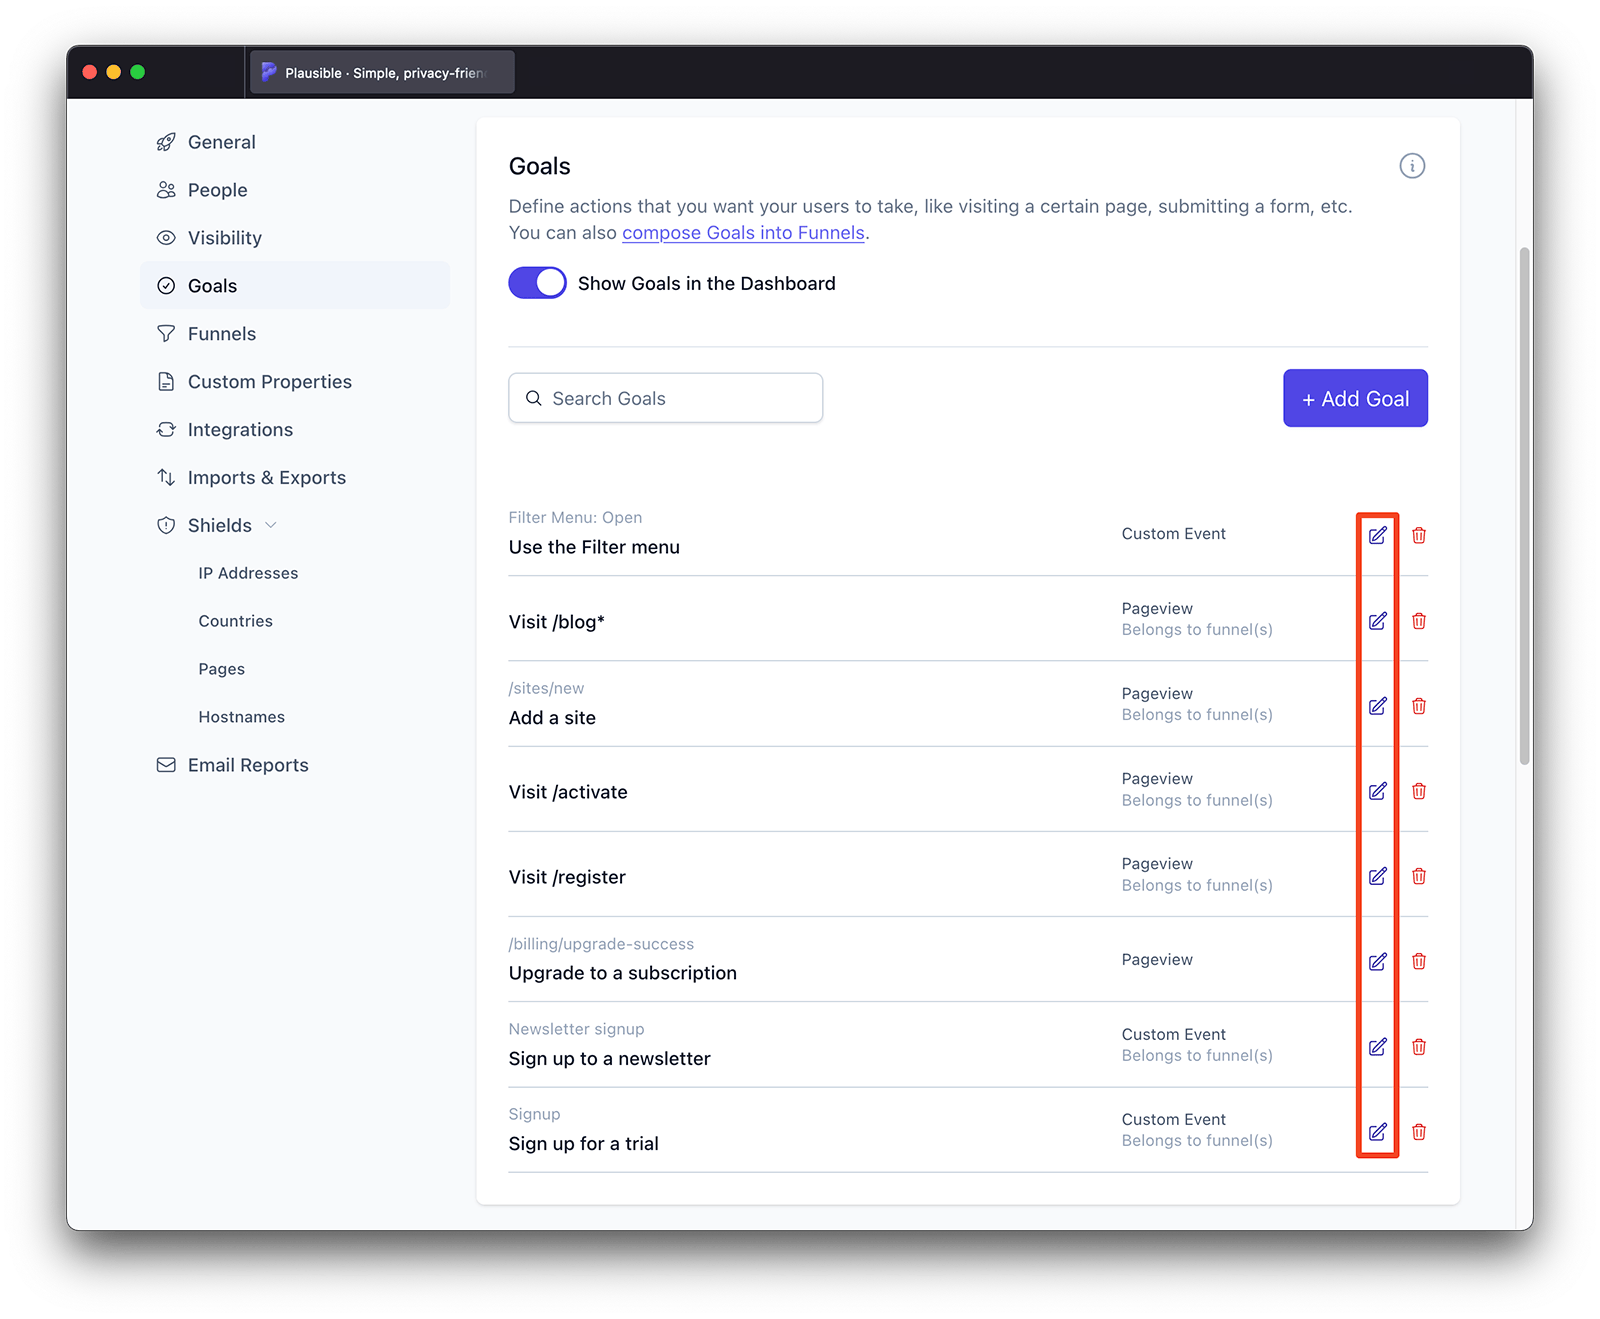 Plausible · Simple, privacy-frien
General
People
Visibility
Goals
Funnels
Custom Properties
Integrations
Imports & Exports
Shields
IP Addresses
Countries
Pages
Hostnames
Email Reports
Goals
Define actions that you want your users to take, like visiting a certain page, submitting a form, etc.
You can also compose Goals into Funnels.
Show Goals in the Dashboard
Search Goals
+ Add Goal
Filter Menu: Open
Use the Filter menu
Custom Event
Visit /blog*
Pageview
Belongs to funnel(s)
/sites/new
Add a site
Pageview
Belongs to funnel(s)
Visit /activate
Pageview
Belongs to funnel(s)
Visit /register
Pageview
Belongs to funnel(s)
/billing/upgrade-success
Upgrade to a subscription
Pageview
Newsletter signup
Sign up to a newsletter
Custom Event
Belongs to funnel(s)
Signup
Sign up for a trial
Custom Event
Belongs to funnel(s)